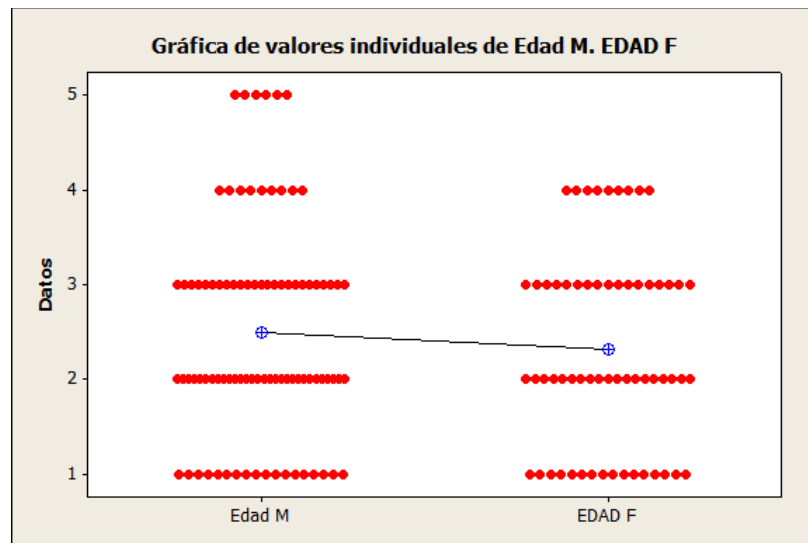 Gráfica de valores individuales de Edad M. EDAD F
5
4
3
2
1
Datos
Edad M
EDAD F